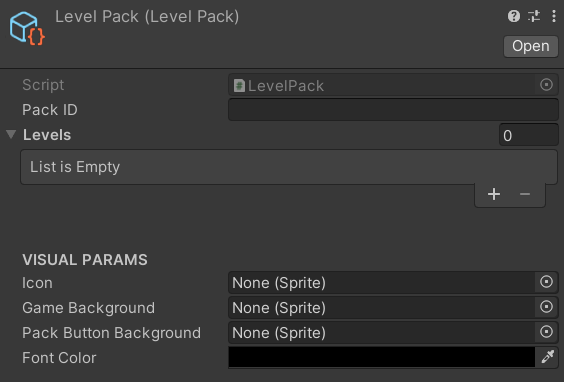 Level Pack (Level Pack)
Open
Script LevelPack
Pack ID
Levels 0
List is Empty
VISUAL PARAMS
Icon None (Sprite)
Game Background None (Sprite)
Pack Button Background None (Sprite)
Font Color